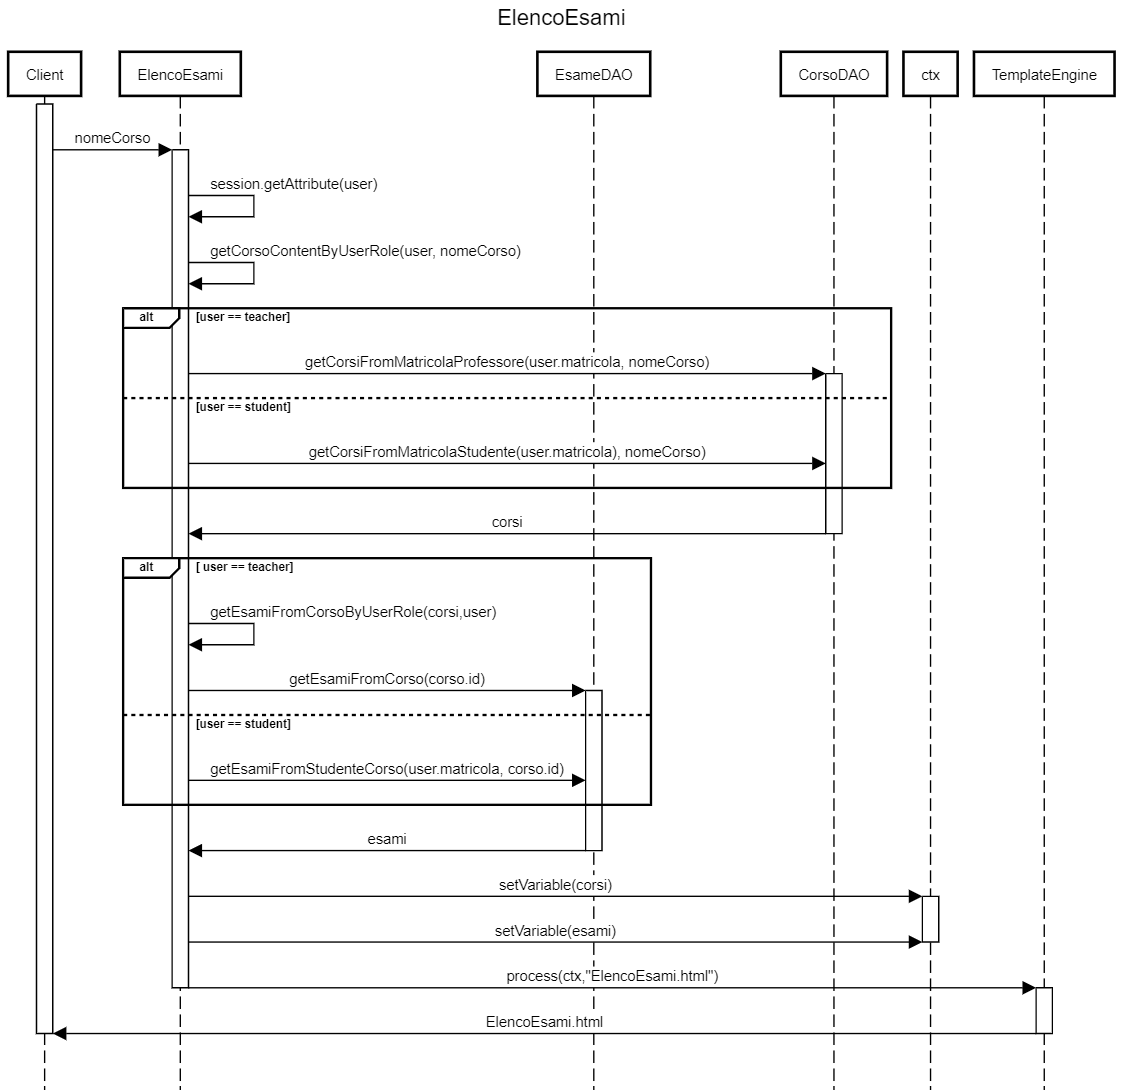 ElencoEsami
Client
ElencoEsami
EsameDAO
CorsoDAO
ctx
TemplateEngine
nomeCorso
session.getAttribute(user)
getCorsoContentByUserRole(user, nomeCorso)
alt
[user == teacher]
getCorsiFromMatricolaProfessore(user.matricola, nomeCorso)
[user == student]
getCorsiFromMatricolaStudente(user.matricola), nomeCorso)
corsi
alt
[ user == teacher]
getEsamiFromCorsoByUserRole(corsi,user)
getEsamiFromCorso(corso.id)
[user == student]
getEsamiFromStudenteCorso(user.matricola, corso.id)
esami
setVariable(corsi)
setVariable(esami)
process(ctx,"ElencoEsami.html")
ElencoEsami.html